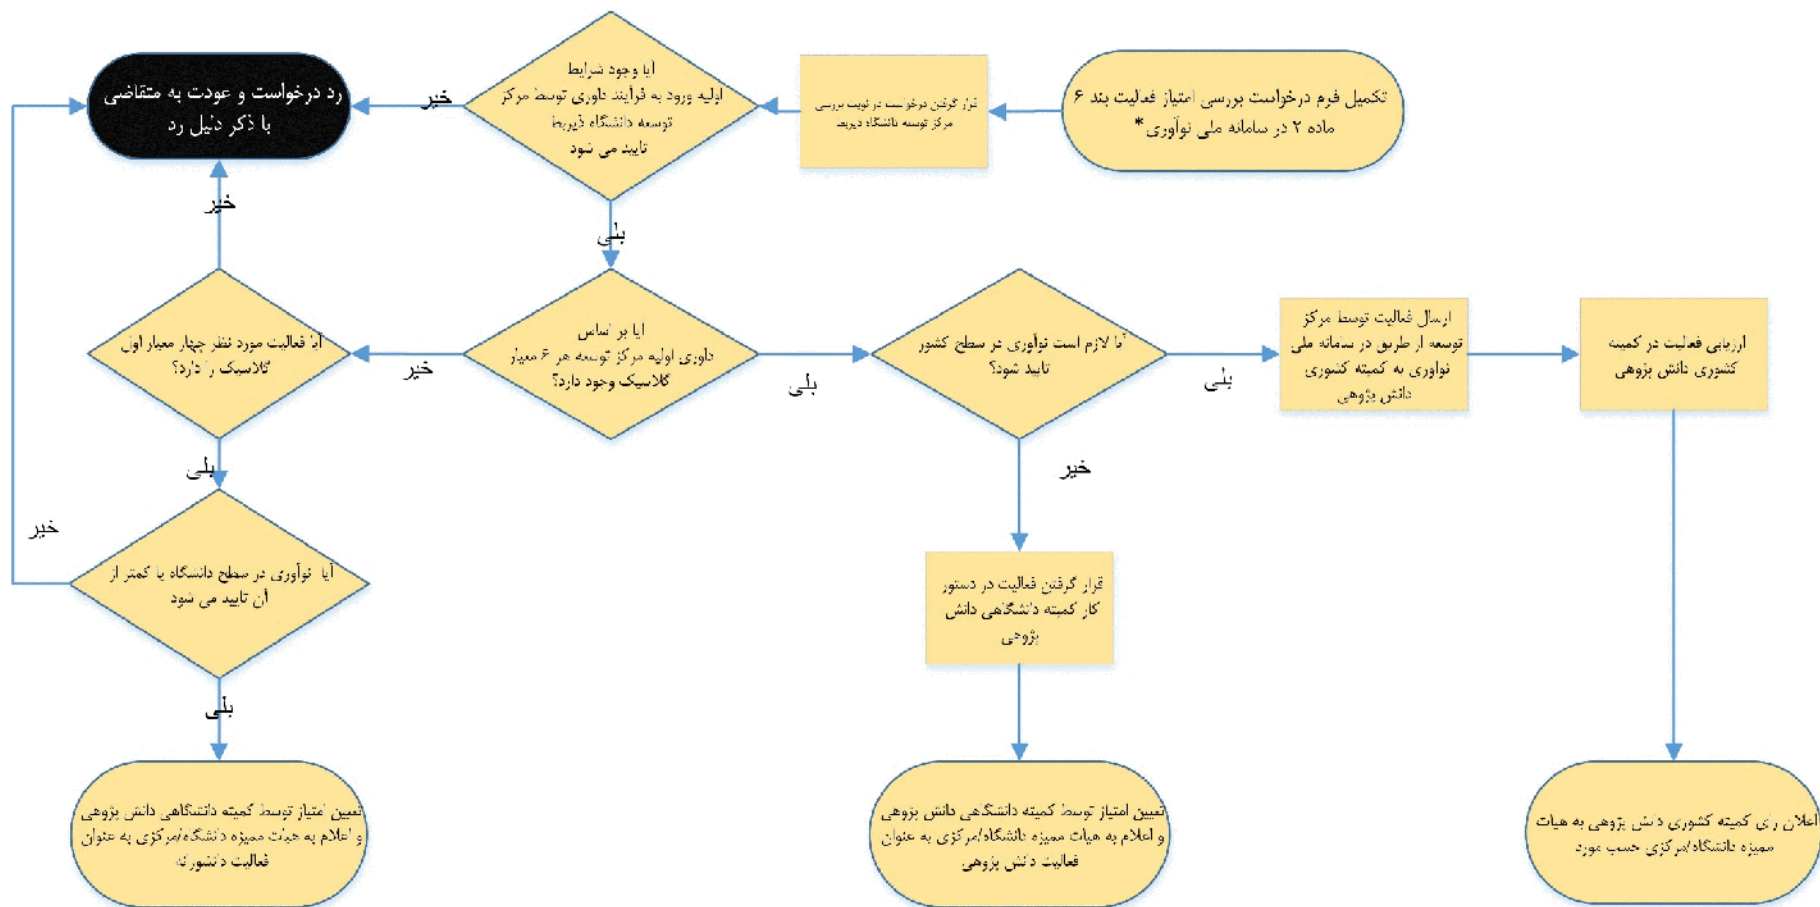 تکمیل فرم درخواست بررسی امتیاز فعالیت بند ۶
ماده ۲ در سامانه ملی نوآوری*
قرار گرفتن درخواست در نوبت بررسی
مرکز توسعه دانشگاه ذیربط
آیا وجود شرایط
اولیه ورود به فرآیند داوری توسط مرکز
توسعه دانشگاه ذیربط
تایید می شود
خیر
رد درخواست و عودت به متقاضی
با ذکر دلیل رد
بلی
خیر
آیا بر اساس
داوری اولیه مرکز توسعه هر ۶ معیار
گلاسیک وجود دارد؟
خیر
آیا فعالیت مورد نظر چهار معیار اول
گلاسیک را دارد؟
بلی
آیا لازم است نوآوری در سطح کشور
تایید شود؟
بلی
ارسال فعالیت توسط مرکز
توسعه از طریق در سامانه ملی
نوآوری به کمیته کشوری
دانش پژوهی
ارزیابی فعالیت در کمیته
کشوری دانش پژوهی
بلی
خیر
خیر
آیا نوآوری در سطح دانشگاه یا کمتر از
آن تایید می شود
قرار گرفتن فعالیت در دستور
کار کمیته دانشگاهی دانش
پژوهی
بلی
تعیین امتیاز توسط کمیته دانشگاهی دانش پژوهی
و اعلام به هیات ممیزه دانشگاه/مرکزی به عنوان
فعالیت دانشورانه
تعیین امتیاز توسط کمیته دانشگاهی دانش پژوهی
و اعلام به هیات ممیزه دانشگاه/مرکزی به عنوان
فعالیت دانش پژوهی
اعلان رای کمیته کشوری دانش پژوهی به هیات
ممیزه دانشگاه/مرکزی حسب مورد